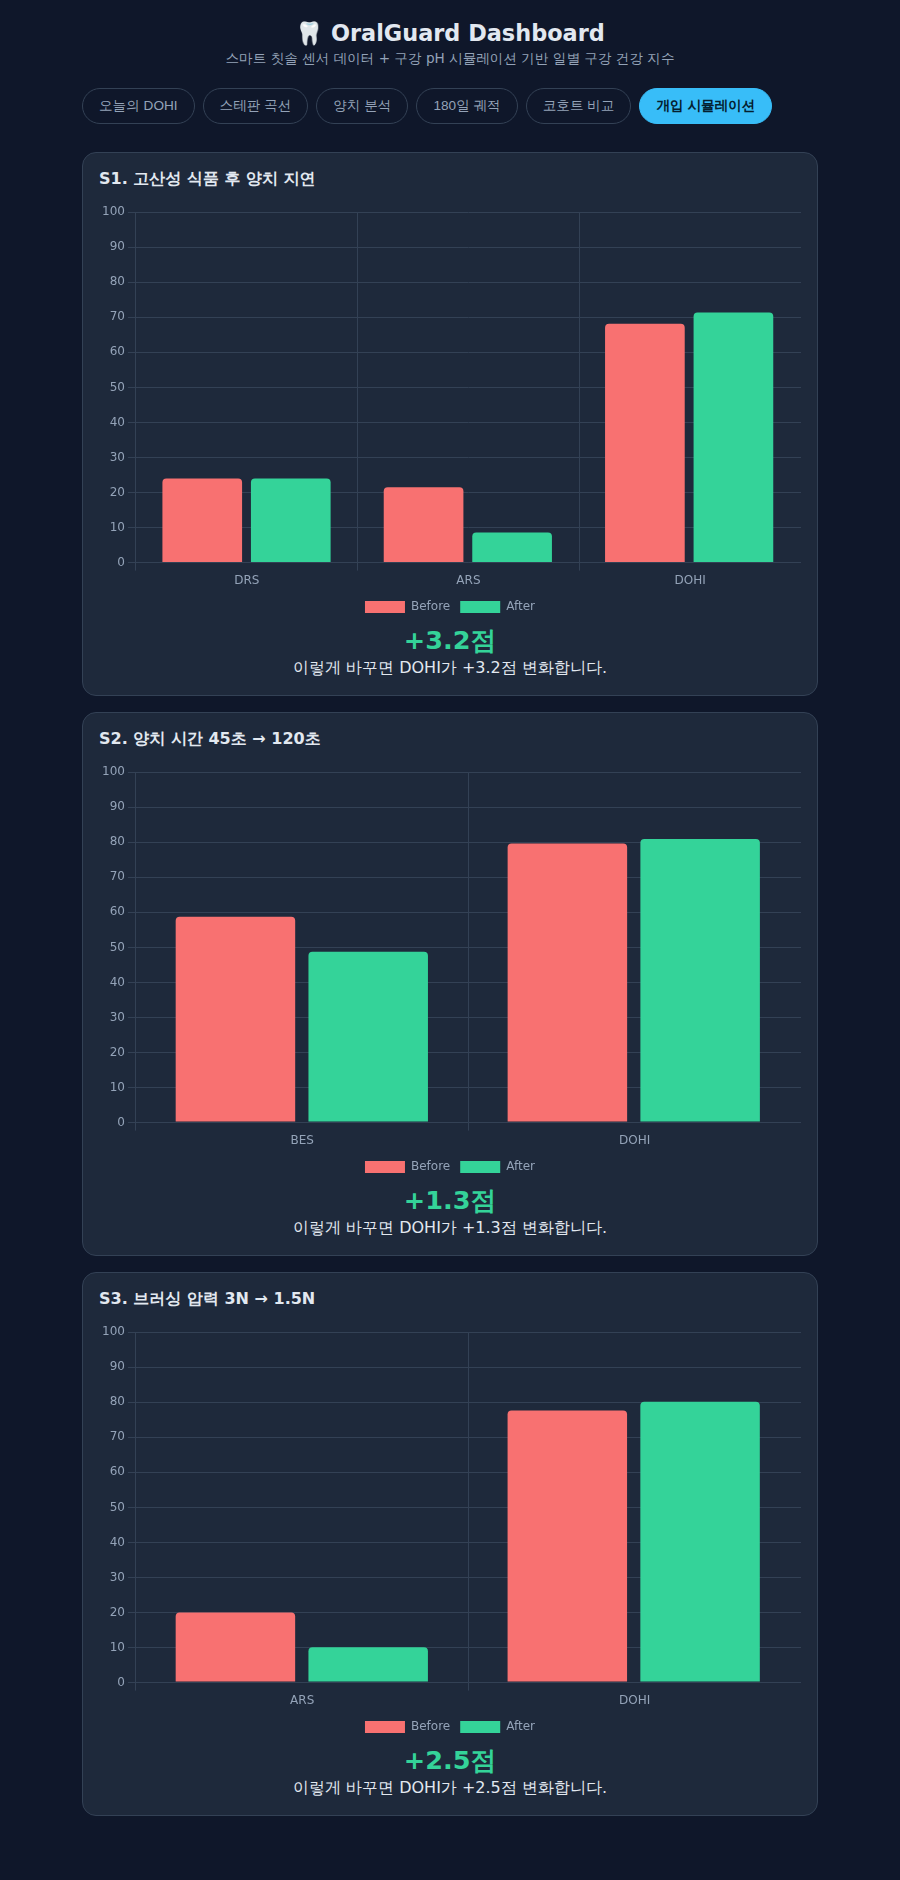 🦷 OralGuard Dashboard
스마트 칫솔 센서 데이터 + 구강 pH 시뮬레이션 기반 일별 구강 건강 지수
오늘의 DOHI
스테판 곡선
양치 분석
180일 궤적
코호트 비교
개입 시뮬레이션
S1. 고산성 식품 후 양치 지연
100
90
80
70
60
50
40
30
20
10
0
DRS ARS DOHI
Before After
+3.2점
이렇게 바꾸면 DOHI가 +3.2점 변화합니다.
S2. 양치 시간 45초 → 120초
100
90
80
70
60
50
40
30
20
10
0
BES DOHI
Before After
+1.3점
이렇게 바꾸면 DOHI가 +1.3점 변화합니다.
S3. 브러싱 압력 3N → 1.5N
100
90
80
70
60
50
40
30
20
10
0
ARS DOHI
Before After
+2.5점
이렇게 바꾸면 DOHI가 +2.5점 변화합니다.